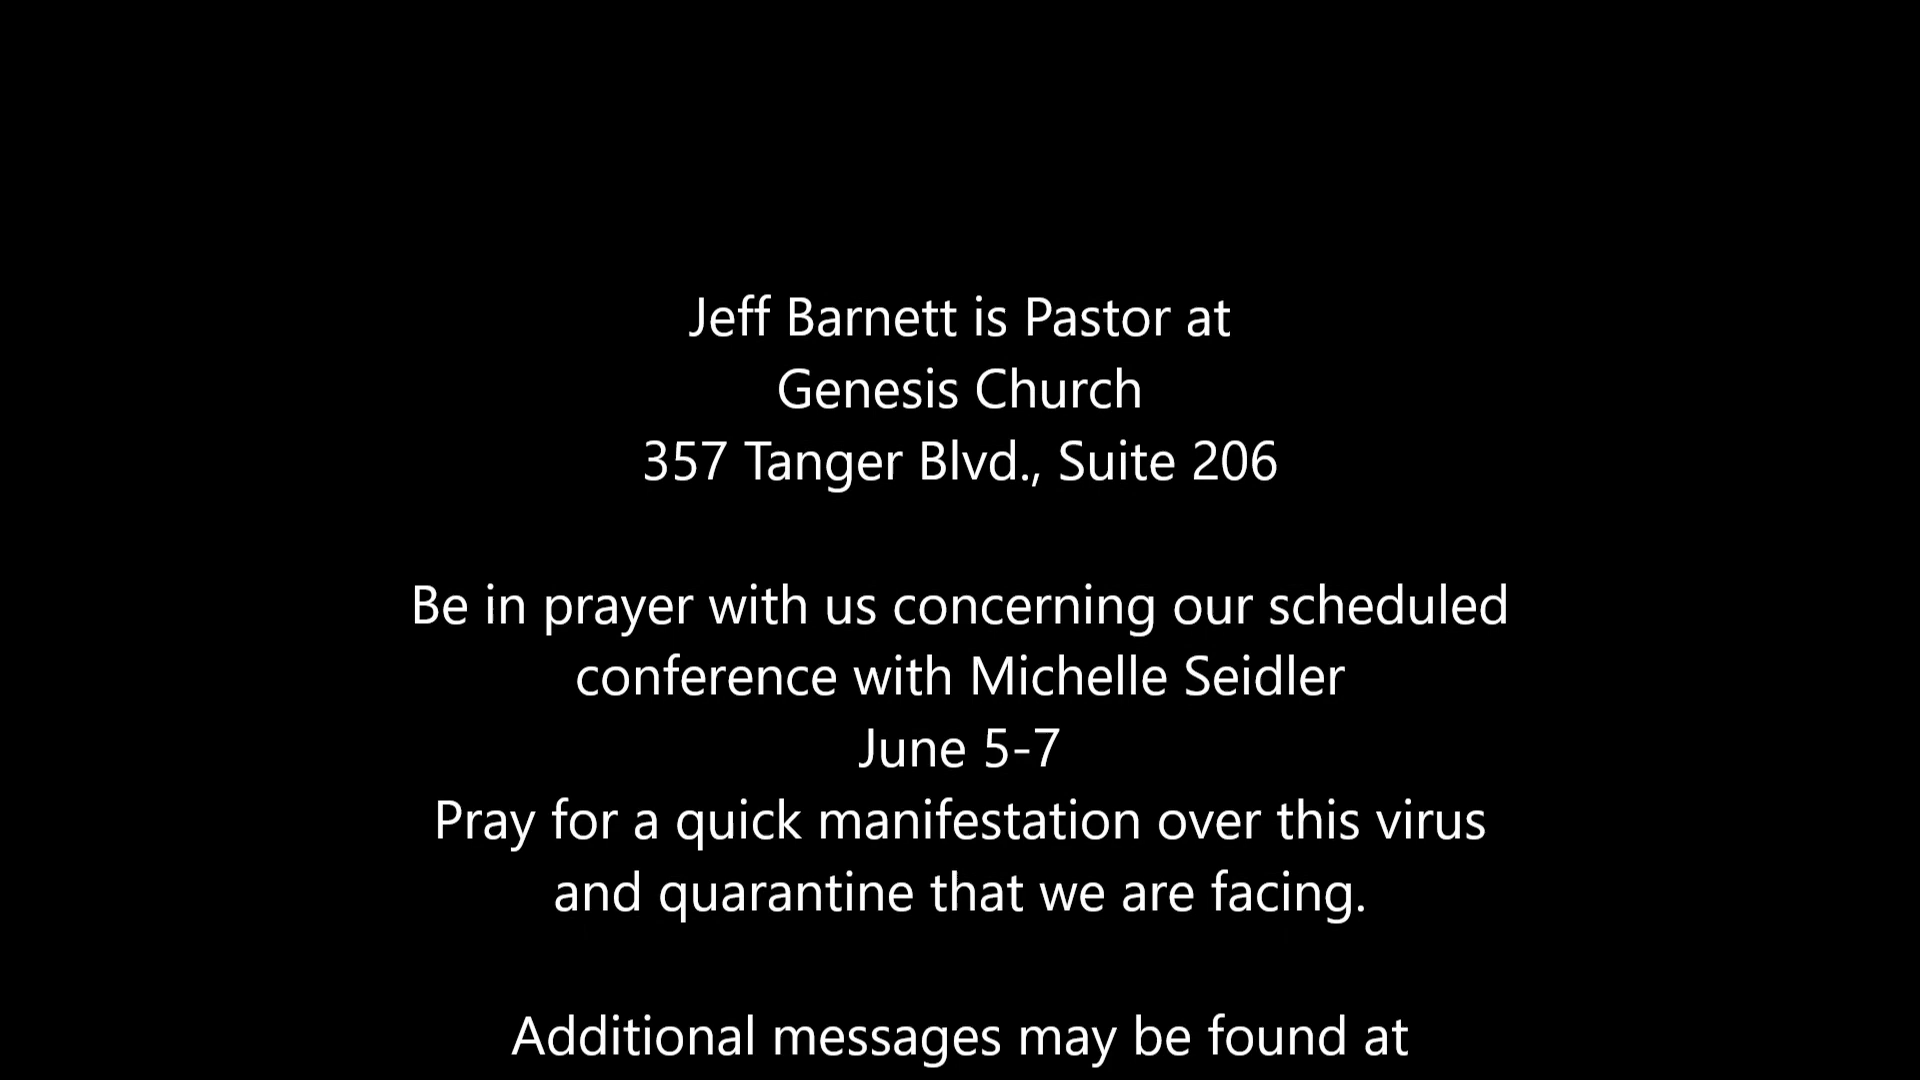 Jeff Barnett is Pastor at
Genesis Church
357 Tanger Blvd., Suite 206
Be in prayer with us concerning our scheduled
conference with Michelle Seidler
June 5-7
Pray for a quick manifestation over this virus
and quarantine that we are facing.
Additional messages may be found at